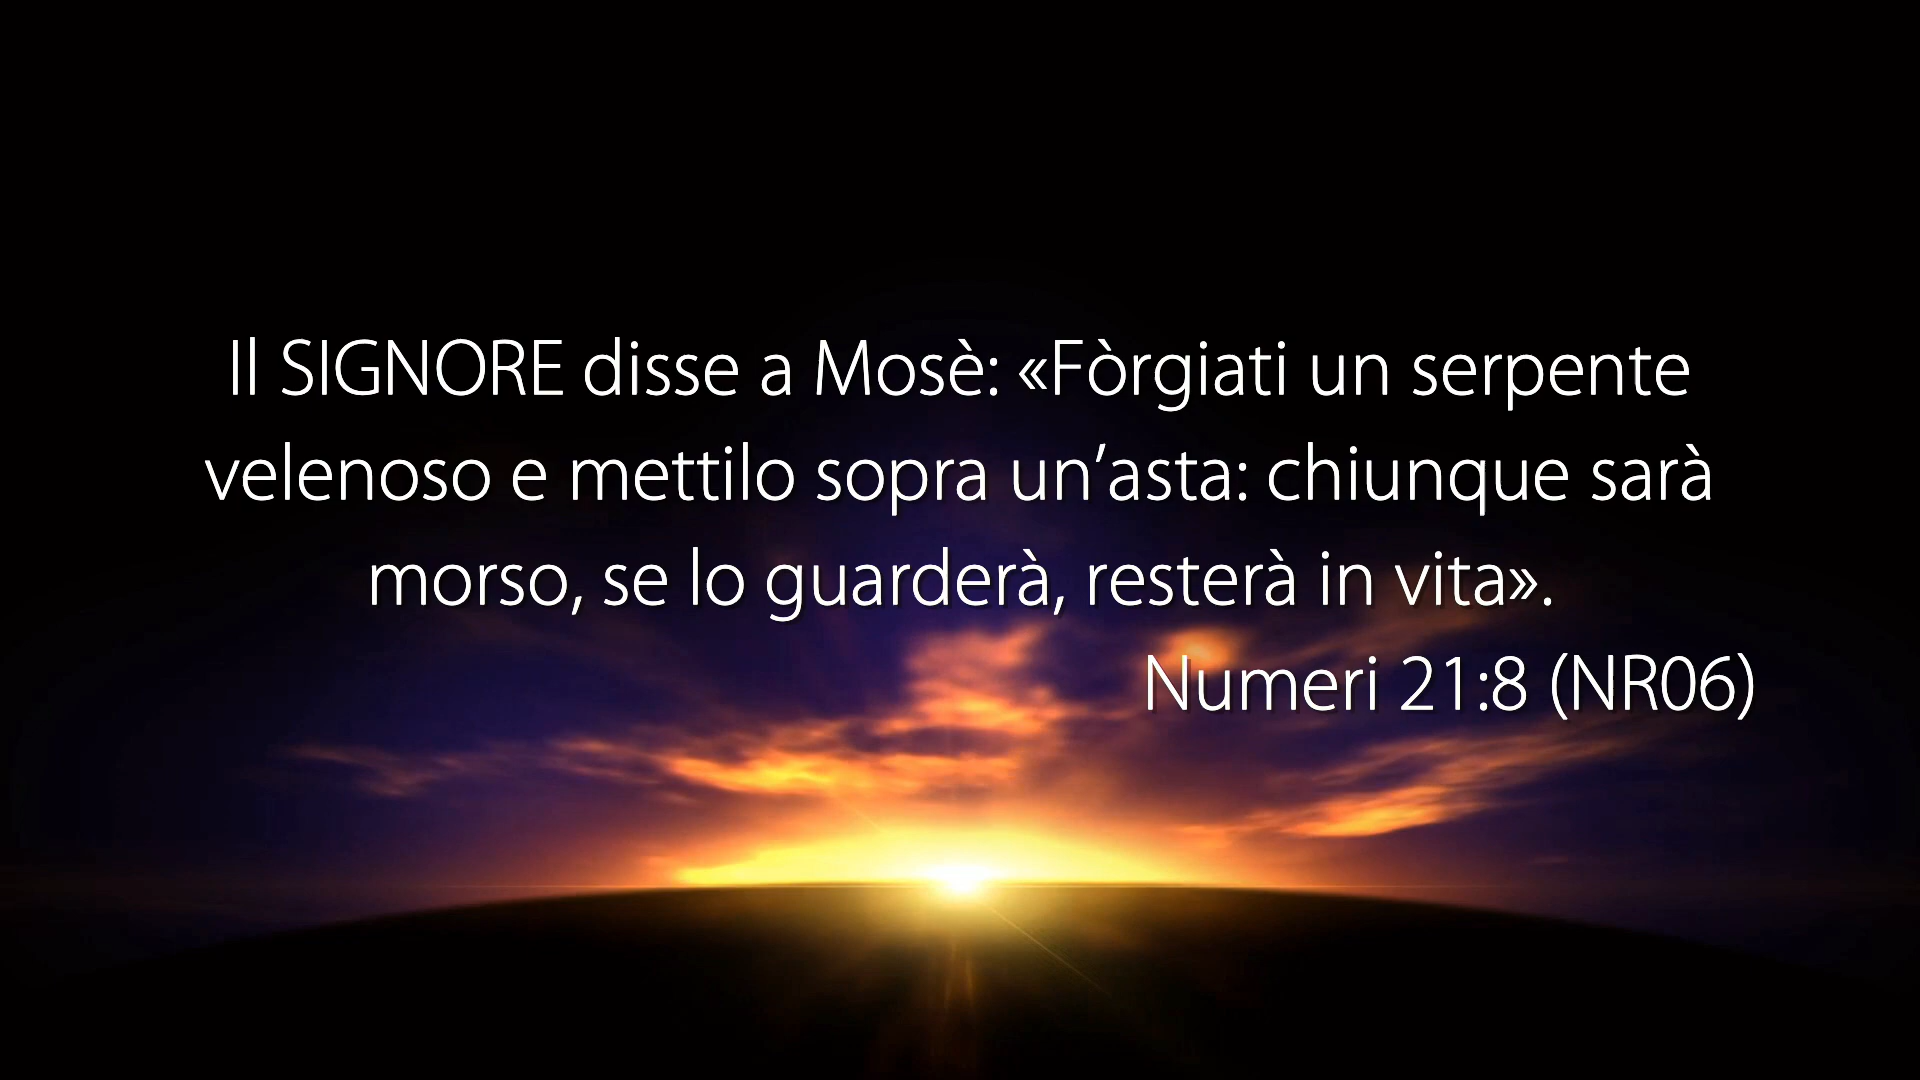 Il SIGNORE disse a Mosè: «Fòrgiati un serpente
velenoso e mettilo sopra un’asta: chiunque sarà
morso, se lo guarderà, resterà in vita».
Numeri 21:8 (NR06)